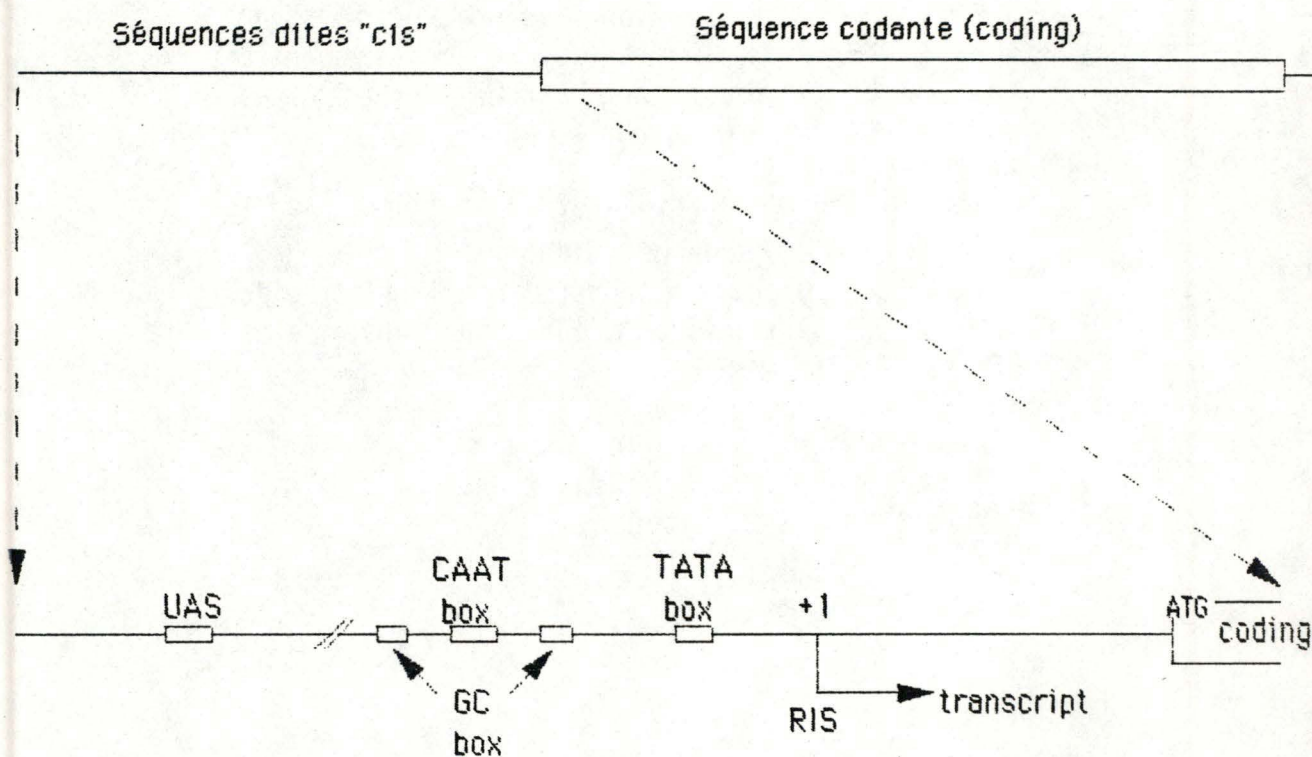 Séquences dites "cis"
Séquence codante (coding)
UAS
CAAT
box
TATA
box
+1
ATG
coding
GC
box
RIS
transcript